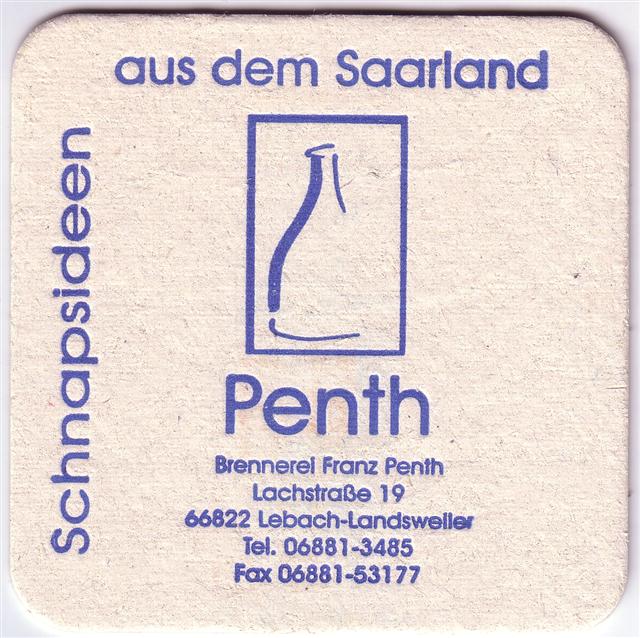 Schnapsideen
aus dem Saarland
Penth
Brennerei Franz Penth
Lachstraße 19
66822 Lebach-Landsweiler
Tel. 06881-3485
Fax 06881-53177